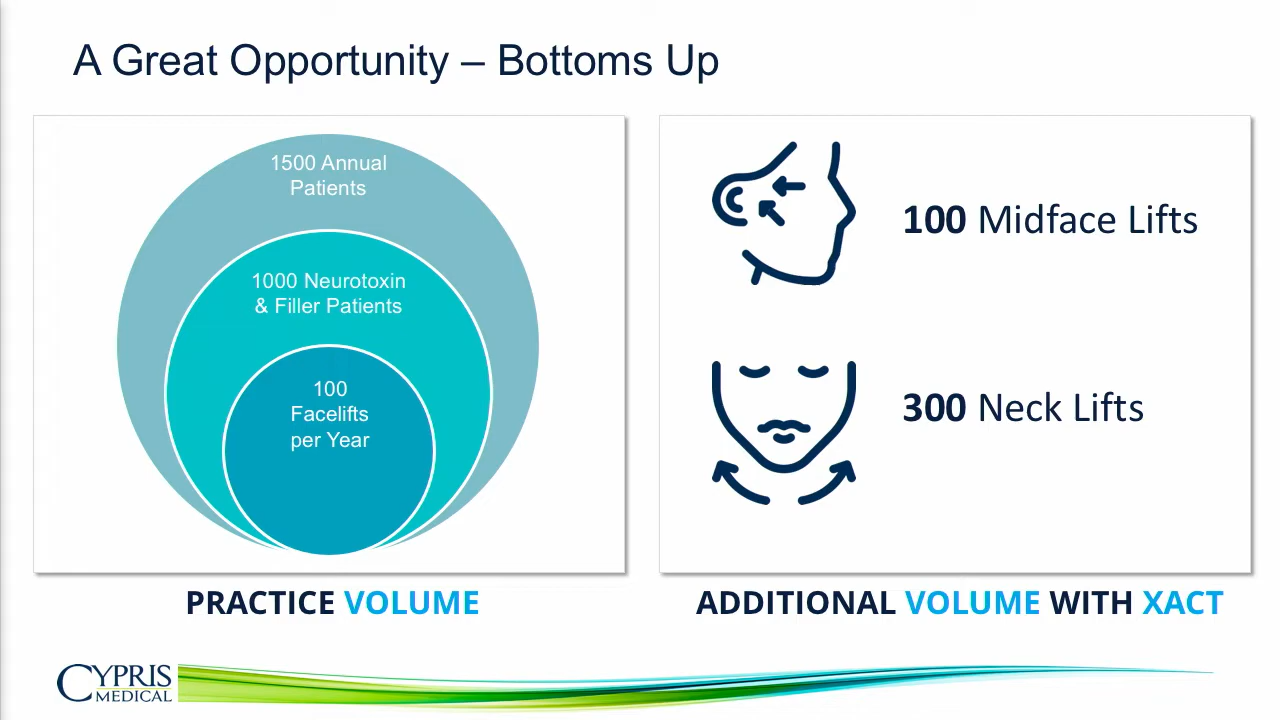 A Great Opportunity – Bottoms Up
1500 Annual
Patients
1000 Neurotoxin
& Filler Patients
100
Facelifts
per Year
100 Midface Lifts
300 Neck Lifts
PRACTICE VOLUME
ADDITIONAL VOLUME WITH XACT
CYPRIS
MEDICAL